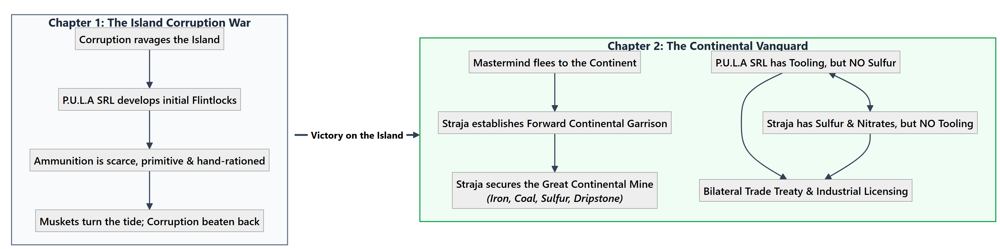 Chapter 1: The Island Corruption War
Corruption ravages the Island
P.U.L.A SRL develops initial Flintlocks
Ammunition is scarce, primitive & hand-rationed
Muskets turn the tide; Corruption beaten back
Victory on the Island
Chapter 2: The Continental Vanguard
Mastermind flees to the Continent
Straja establishes Forward Continental Garrison
Straja secures the Great Continental Mine
(Iron, Coal, Sulfur, Dripstone)
P.U.L.A SRL has Tooling, but NO Sulfur
Straja has Sulfur & Nitrates, but NO Tooling
Bilateral Trade Treaty & Industrial Licensing